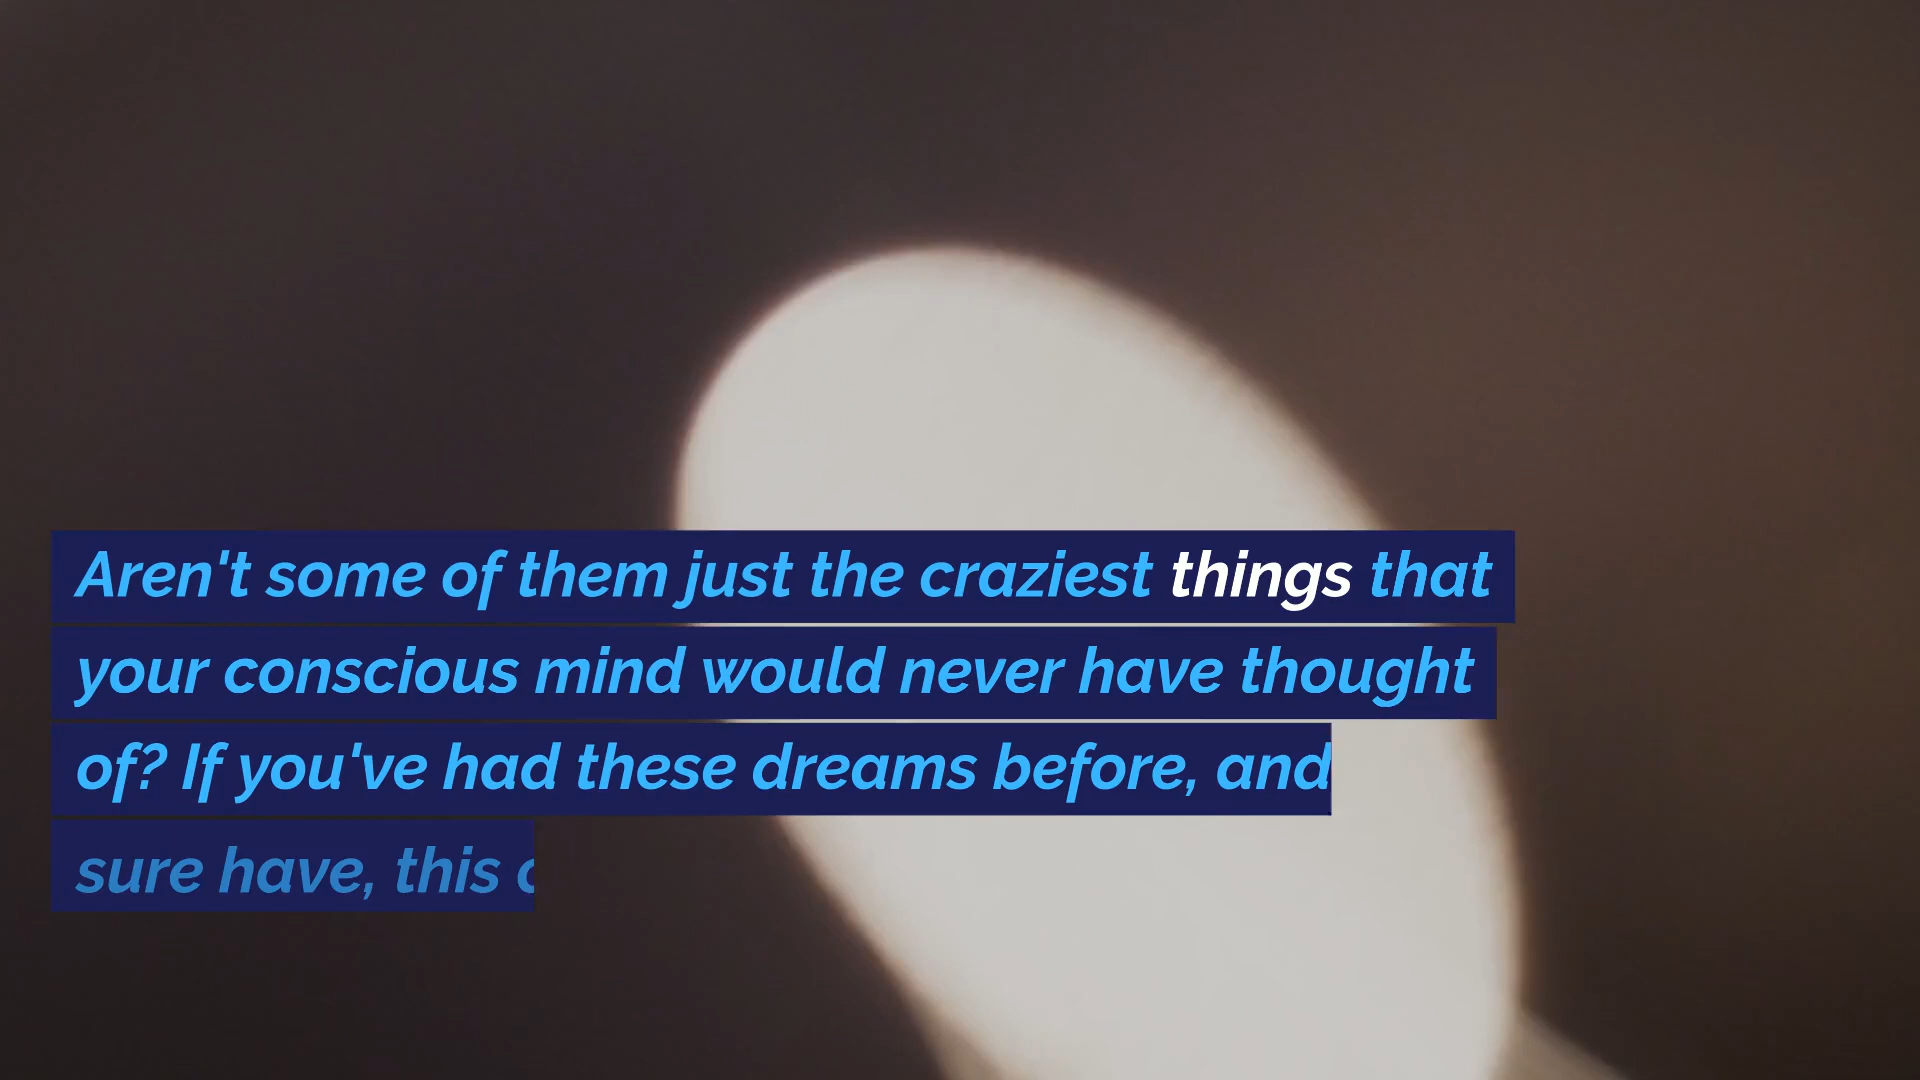 Aren't some of them just the craziest things that
your conscious mind would never have thought
of? If you've had these dreams before, and
sure have, this